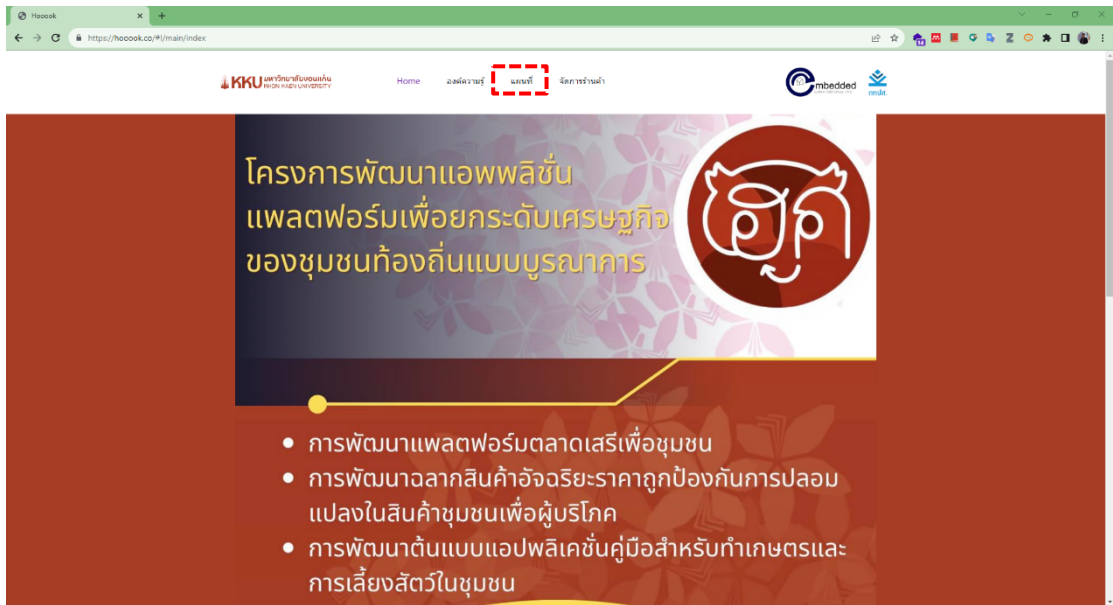 Hocook
https://hocook.co/#!/main/index
KKU มหาวิทยาลัยขอนแก่น
KHON KAEN UNIVERSITY
Home องค์ความรู้ แผนที่ จัดการร้านค้า
mbedded
กทปส.
โครงการพัฒนาแอพพลิชั่น
แพลตฟอร์มเพื่อยกระดับเศรษฐกิจ
ของชุมชนท้องถิ่นแบบบูรณาการ
ฮูก
การพัฒนาแพลตฟอร์มตลาดเสรีเพื่อชุมชน
การพัฒนาฉลากสินค้าอัจฉริยะราคาถูกป้องกันการปลอม
แปลงในสินค้าชุมชนเพื่อผู้บริโภค
การพัฒนาต้นแบบแอปพลิเคชั่นคู่มือสำหรับทำเกษตรและ
การเลี้ยงสัตว์ในชุมชน